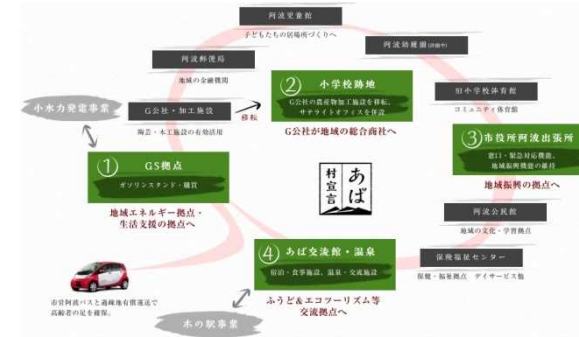 阿波児童館
子どもたちの居場所づくりへ
阿波幼稚園(休園中)
阿波郵便局
地域の金融機関
小水力発電事業
G公社・加工施設
陶芸・木工施設の有効活用
移転
② 小学校跡地
G公社の農産物加工施設を移転、
サテライトオフィスを併設
G公社が地域の総合商社へ
旧小学校体育館
コミュニティ体育館
③ 市役所阿波出張所
窓口・緊急対応機能、
地域振興機能の維持
地域振興の拠点へ
① GS拠点
ガソリンスタンド・購買
地域エネルギー拠点・
生活支援の拠点へ
あば
村宣言
阿波公民館
地域の文化・学習拠点
保健福祉センター
保健・福祉拠点 デイサービス他
④ あば交流館・温泉
宿泊・食事施設、温泉・交流施設
ふうど&エコツーリズム等
交流拠点へ
市営阿波バスと過疎地有償運送で
高齢者の足を確保。
木の駅事業